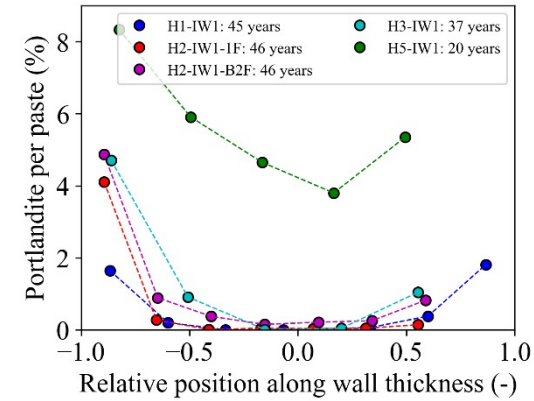 H1-IW1: 45 years
H2-IW1-1F: 46 years
H2-IW1-B2F: 46 years
H3-IW1: 37 years
H5-IW1: 20 years
Portlandite per paste (%)
8
6
4
2
0
−1.0 −0.5 0.0 0.5 1.0
Relative position along wall thickness (-)